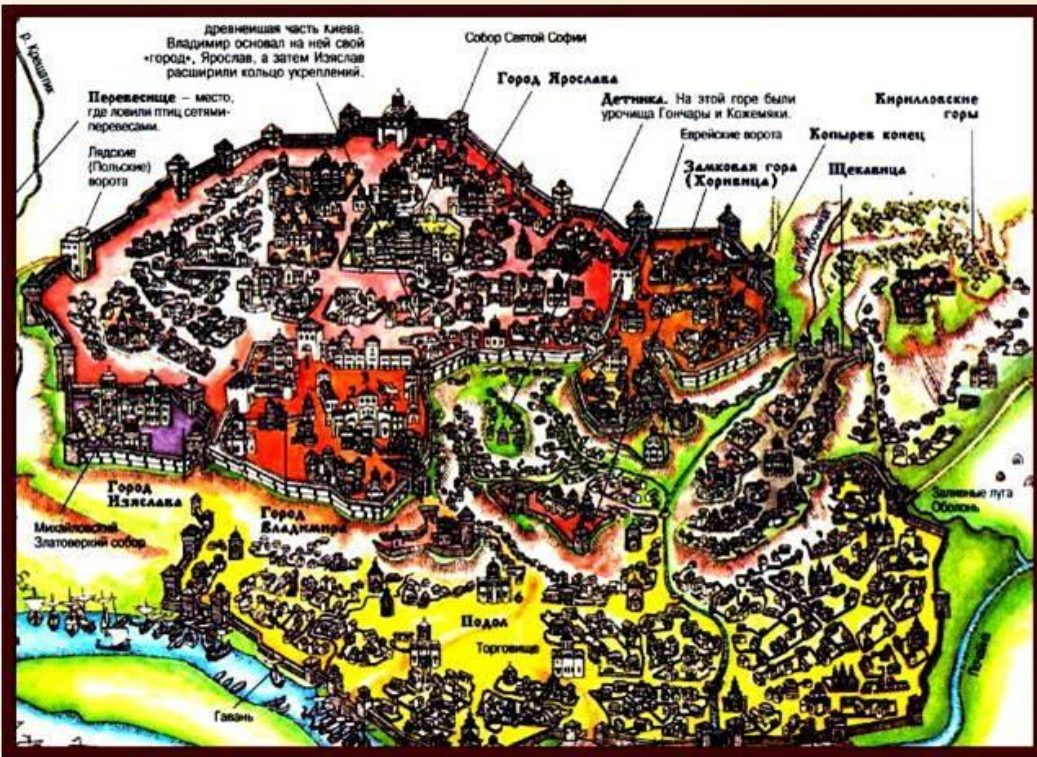 р. Крещатик
древнейшая часть Киева.
Владимир основал на ней свой
«город», Ярослав, а затем Изяслав
расширили кольцо укреплений.
Собор Святой Софии
Город Ярослава
Перевесище – место,
где ловили птиц сетями-
перевесами.
Лядские
(Польские)
ворота
Детинка. На этой горе были
урочища Гончары и Кожемяки.
Еврейские ворота
Замковая гора
(Хоривица)
Кирилловские
горы
Копырев конец
Щекавица
Город
Изяслава
Михайловский
Златоверхий собор
Город
Владимира
Заливные луга
Оболонь
Подол
Торговище
Гавань
Почайна